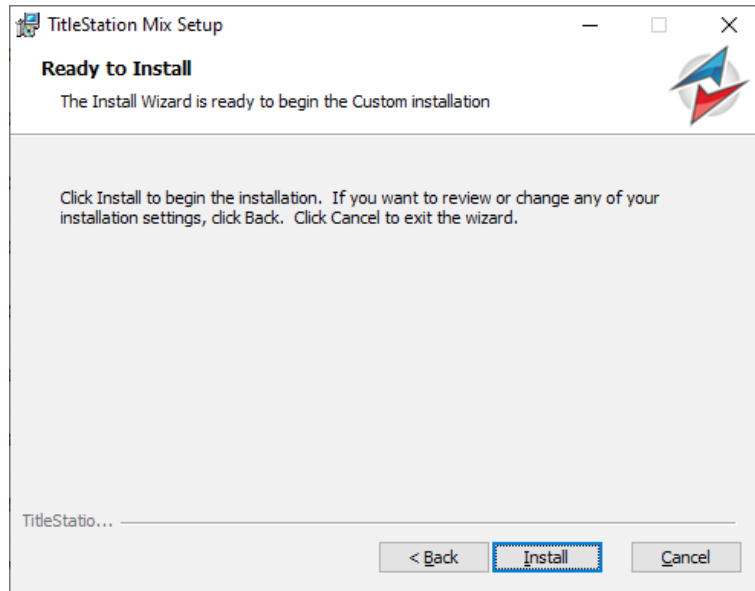 TitleStation Mix Setup
Ready to Install
The Install Wizard is ready to begin the Custom installation
Click Install to begin the installation.  If you want to review or change any of your
installation settings, click Back.  Click Cancel to exit the wizard.
TitleStatio...
< Back
Install
Cancel